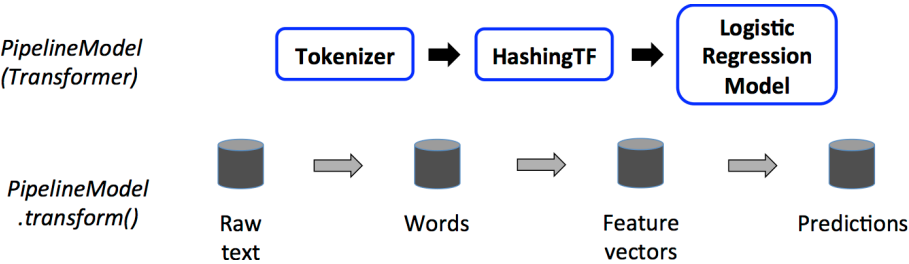 PipelineModel
(Transformer)
Tokenizer
HashingTF
Logistic
Regression
Model
PipelineModel
.transform()
Raw
text
Words
Feature
vectors
Predictions